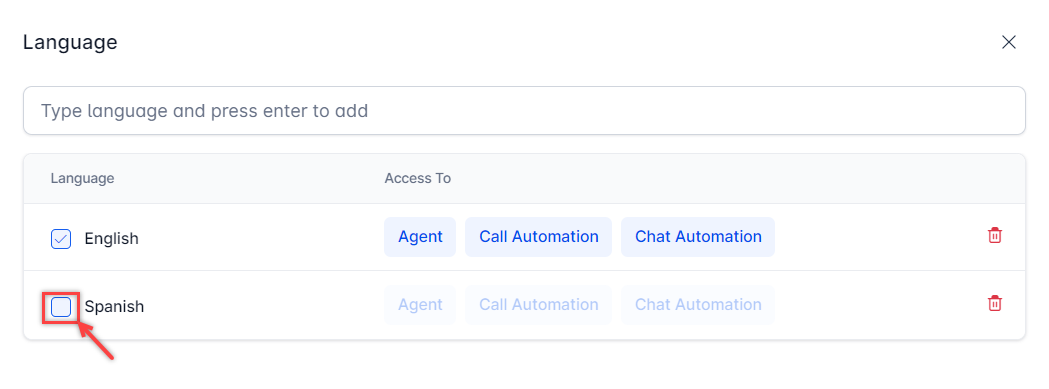 Language
Type language and press enter to add
Language Access To
English Agent Call Automation Chat Automation
Spanish Agent Call Automation Chat Automation